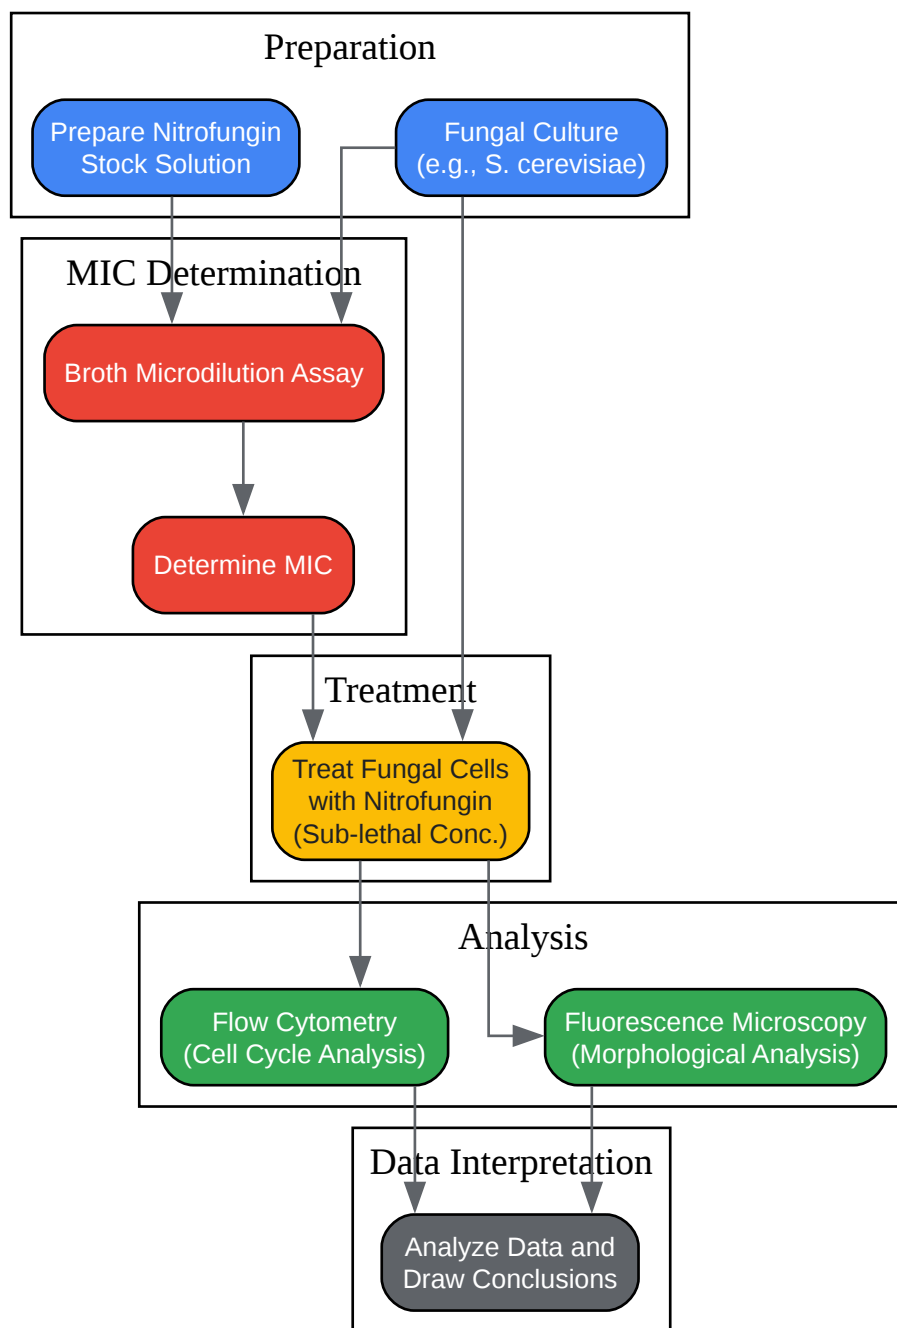 Preparation
Prepare Nitrofungin
Stock Solution
Fungal Culture
(e.g., S. cerevisiae)
MIC Determination
Broth Microdilution Assay
Determine MIC
Treatment
Treat Fungal Cells
with Nitrofungin
(Sub-lethal Conc.)
Analysis
Flow Cytometry
(Cell Cycle Analysis)
Fluorescence Microscopy
(Morphological Analysis)
Data Interpretation
Analyze Data and
Draw Conclusions